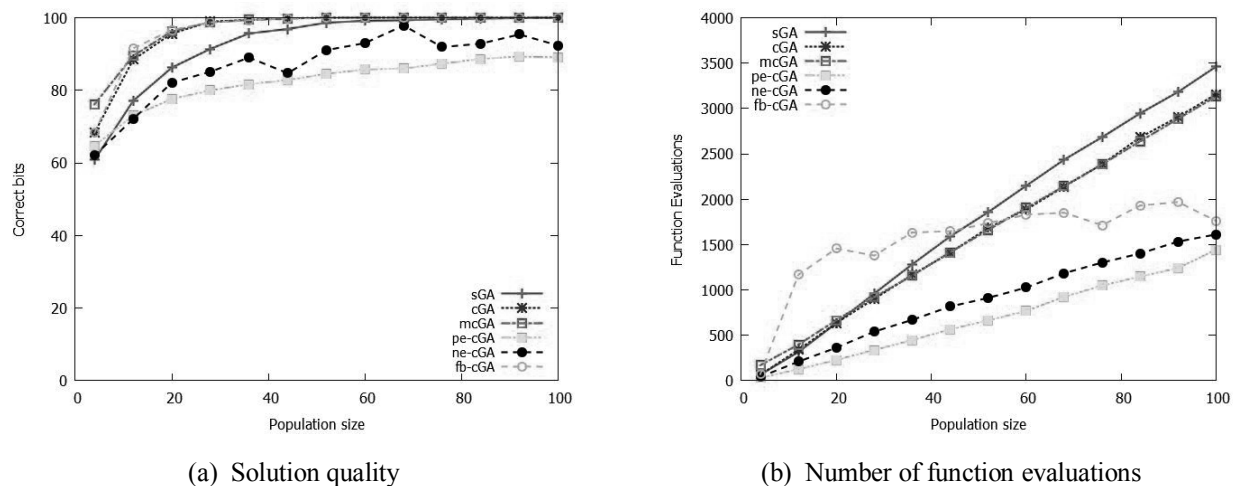 100
80
60
40
20
0
Correct bits
sGA
cGA
mcGA
pe-cGA
ne-cGA
fb-cGA
0 20 40 60 80 100
Population size
(a) Solution quality
4000
3500
3000
2500
2000
1500
1000
500
0
Function Evaluations
sGA
cGA
mcGA
pe-cGA
ne-cGA
fb-cGA
0 20 40 60 80 100
Population size
(b) Number of function evaluations